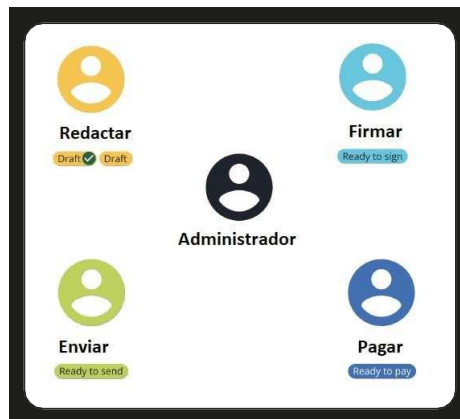 Redactar
Draft Draft
Firmar
Ready to sign
Administrador
Enviar
Ready to send
Pagar
Ready to pay